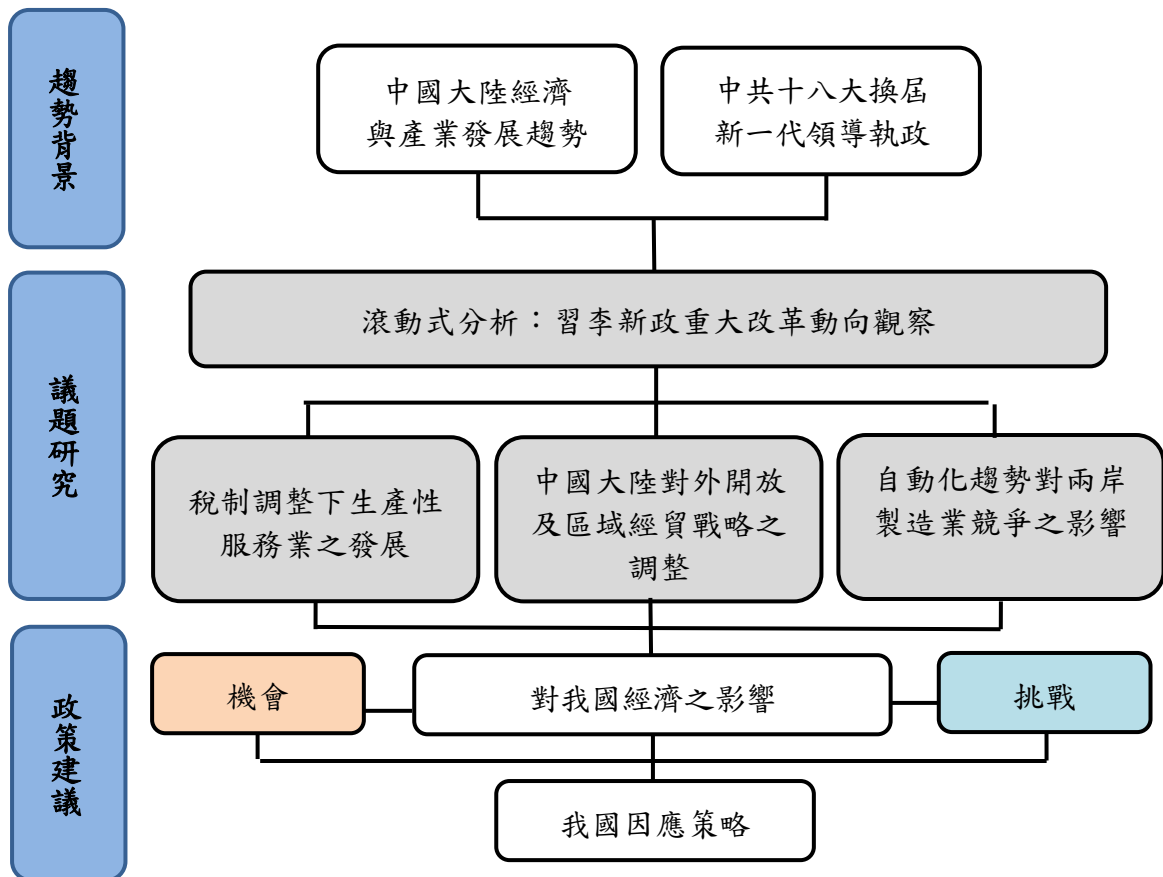 趨勢背景
中國大陸經濟
與產業發展趨勢
中共十八大換屆
新一代領導執政
議題研究
滾動式分析：習李新政重大改革動向觀察
稅制調整下生產性
服務業之發展
中國大陸對外開放
及區域經貿戰略之
調整
自動化趨勢對兩岸
製造業競爭之影響
政策建議
機會
對我國經濟之影響
挑戰
我國因應策略